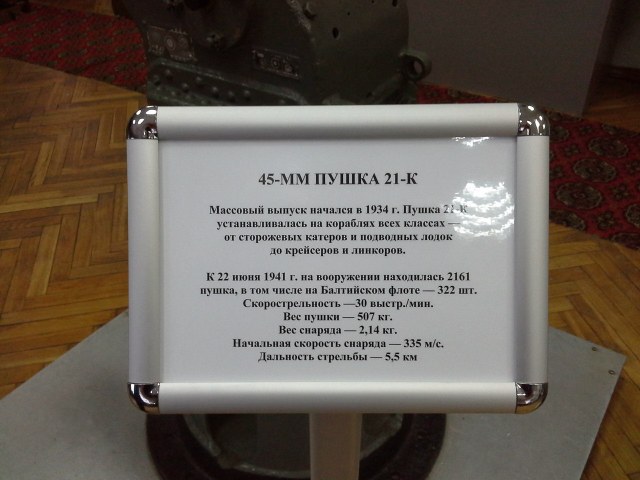 45-ММ ПУШКА 21-К
Массовый выпуск начался в 1934 г. Пушка 21-К
устанавливалась на кораблях всех классах —
от сторожевых катеров и подводных лодок
до крейсеров и линкоров.
К 22 июня 1941 г. на вооружении находилась 2161
пушка, в том числе на Балтийском флоте — 322 шт.
Скорострельность —30 выстр./мин.
Вес пушки — 507 кг.
Вес снаряда — 2,14 кг.
Начальная скорость снаряда — 335 м/с.
Дальность стрельбы — 5,5 км